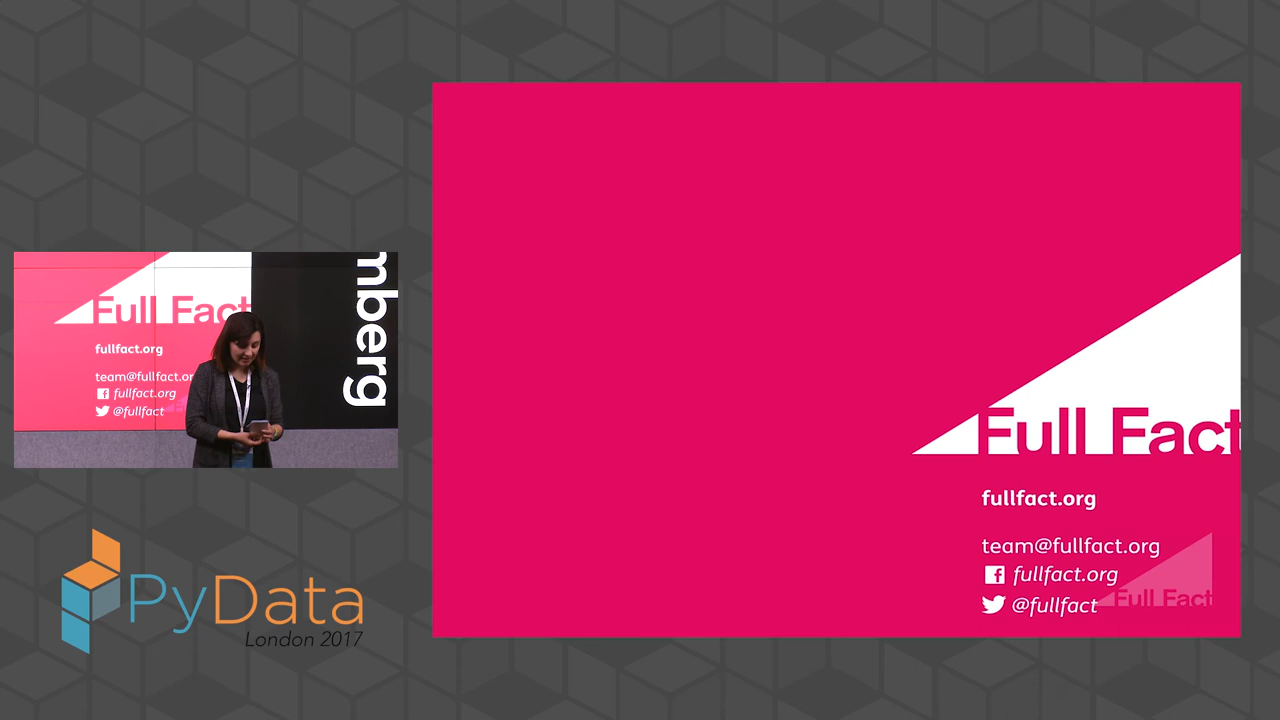 mberg
Full Fact
fullfact.org
team@fullfact.or
fullfact.org
@fullfact
PyData
London 2017
Full Fact
fullfact.org
team@fullfact.org
fullfact.org
@fullfact
Full Fact